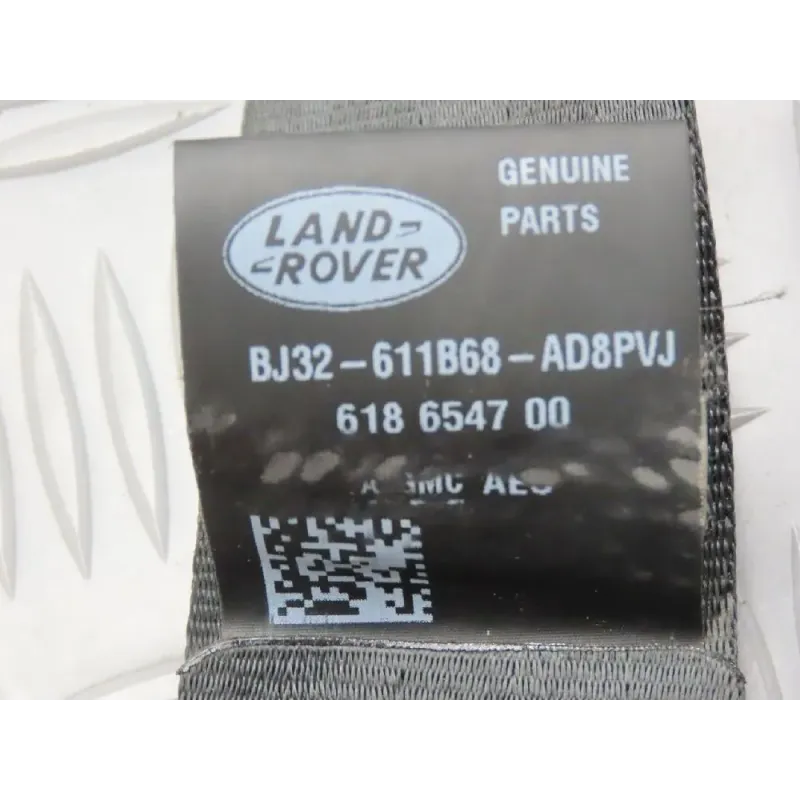 GENUINE
PARTS
LAND
ROVER
BJ32-611B68-AD8PVJ
618 6547 00